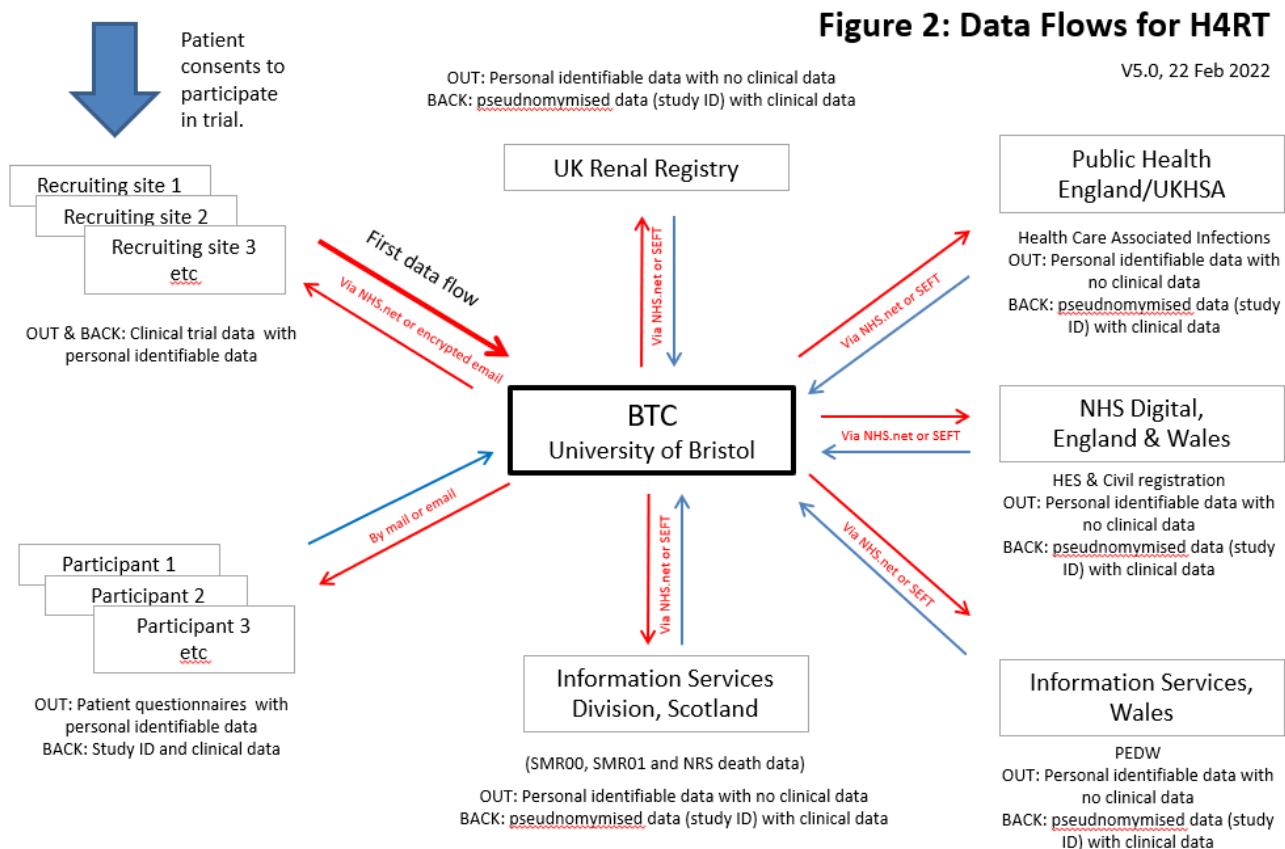 Figure 2: Data Flows for H4RT
V5.0, 22 Feb 2022
Patient
consents to
participate
in trial.
OUT: Personal identifiable data with no clinical data
BACK: pseudnomymised data (study ID) with clinical data
UK Renal Registry
Recruiting site 1
Recruiting site 2
Recruiting site 3
etc
OUT & BACK: Clinical trial data with
personal identifiable data
First data flow
Via NHS.net or encrypted email
Via NHS.net or SEFT
Via NHS.net or SEFT
Public Health
England/UKHSA
Health Care Associated Infections
OUT: Personal identifiable data with
no clinical data
BACK: pseudnomymised data (study
ID) with clinical data
BTC
University of Bristol
Via NHS.net or SEFT
NHS Digital,
England & Wales
HES & Civil registration
OUT: Personal identifiable data with
no clinical data
BACK: pseudnomymised data (study
ID) with clinical data
By mail or email
Participant 1
Participant 2
Participant 3
etc
OUT: Patient questionnaires with
personal identifiable data
BACK: Study ID and clinical data
Via NHS.net or SEFT
Information Services
Division, Scotland
(SMR00, SMR01 and NRS death data)
OUT: Personal identifiable data with no clinical data
BACK: pseudnomymised data (study ID) with clinical data
Via NHS.net or SEFT
Information Services,
Wales
PEDW
OUT: Personal identifiable data with
no clinical data
BACK: pseudnomymised data (study
ID) with clinical data